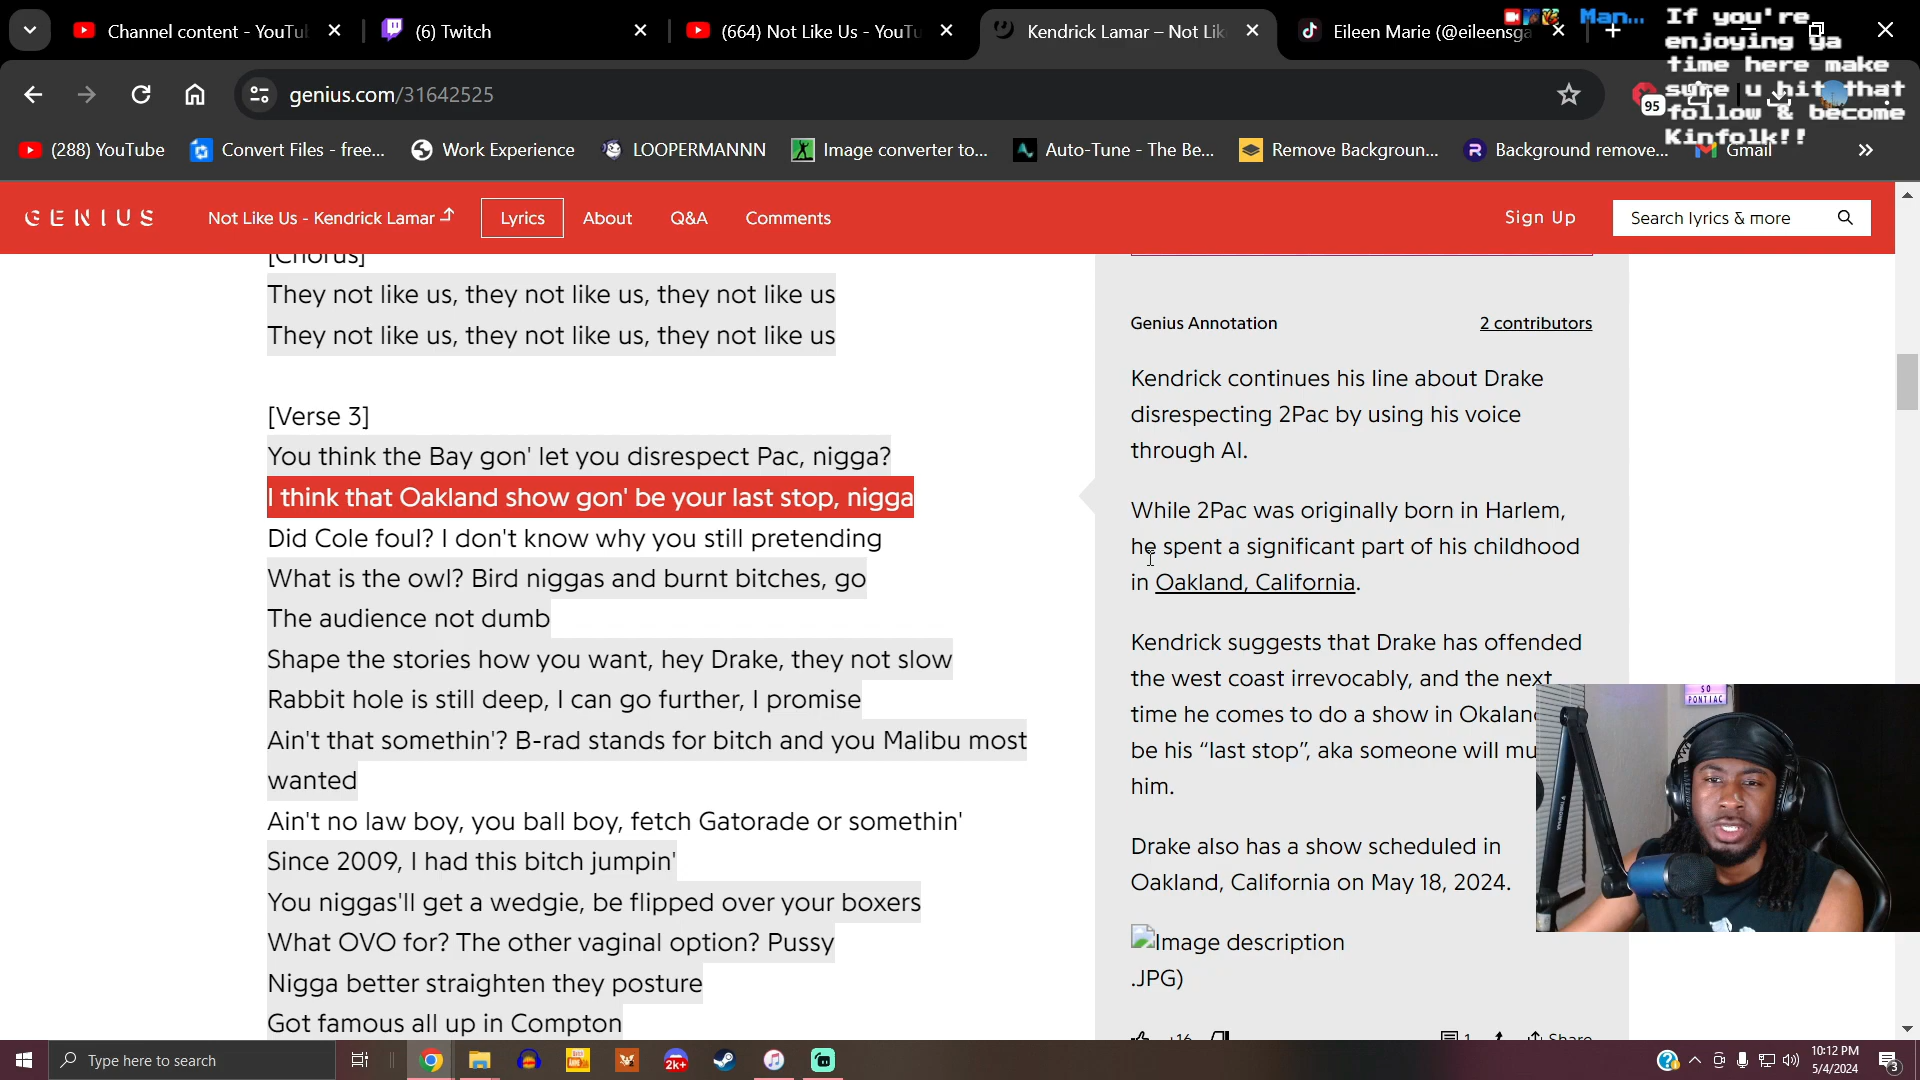 Channel content - YouTu
(6) Twitch
(664) Not Like Us - YouTu
Kendrick Lamar – Not Lik
Eileen Marie (@eileensga
Man...
If you're
enjoying ya
time here make
sure u hit that
follow & become
Kinfolk!!
genius.com/31642525
95
(288) YouTube
Convert Files - free...
Work Experience
LOOPERMANNN
Image converter to...
Auto-Tune - The Be...
Remove Backgroun...
Background remove...
Gmail
GENIUS
Not Like Us - Kendrick Lamar
Lyrics
About
Q&A
Comments
Sign Up
Search lyrics & more
[Chorus]
They not like us, they not like us, they not like us
They not like us, they not like us, they not like us
[Verse 3]
You think the Bay gon' let you disrespect Pac, nigga?
I think that Oakland show gon' be your last stop, nigga
Did Cole foul? I don't know why you still pretending
What is the owl? Bird niggas and burnt bitches, go
The audience not dumb
Shape the stories how you want, hey Drake, they not slow
Rabbit hole is still deep, I can go further, I promise
Ain't that somethin'? B-rad stands for bitch and you Malibu most
wanted
Ain't no law boy, you ball boy, fetch Gatorade or somethin'
Since 2009, I had this bitch jumpin'
You niggas'll get a wedgie, be flipped over your boxers
What OVO for? The other vaginal option? Pussy
Nigga better straighten they posture
Got famous all up in Compton
Genius Annotation
2 contributors
Kendrick continues his line about Drake
disrespecting 2Pac by using his voice
through AI.
While 2Pac was originally born in Harlem,
he spent a significant part of his childhood
in Oakland, California.
Kendrick suggests that Drake has offended
the west coast irrevocably, and the next
time he comes to do a show in Okaland
be his “last stop”, aka someone will mu
him.
Drake also has a show scheduled in
Oakland, California on May 18, 2024.
Image description
.JPG)
+16
1
Share
SO
PONTIAC
Type here to search
2k+
10:12 PM
5/4/2024
3